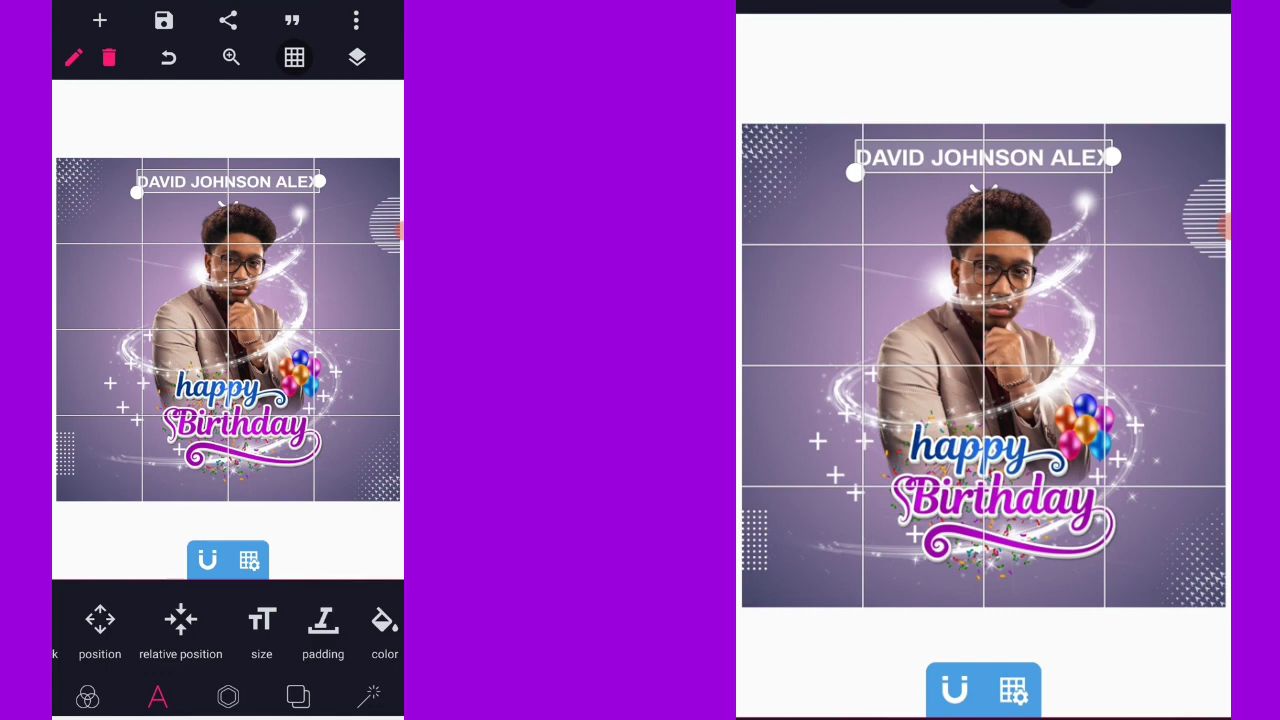 DAVID JOHNSON ALEX
happy
Birthday
position
relative position
size
padding
color
DAVID JOHNSON ALEX
happy
Birthday